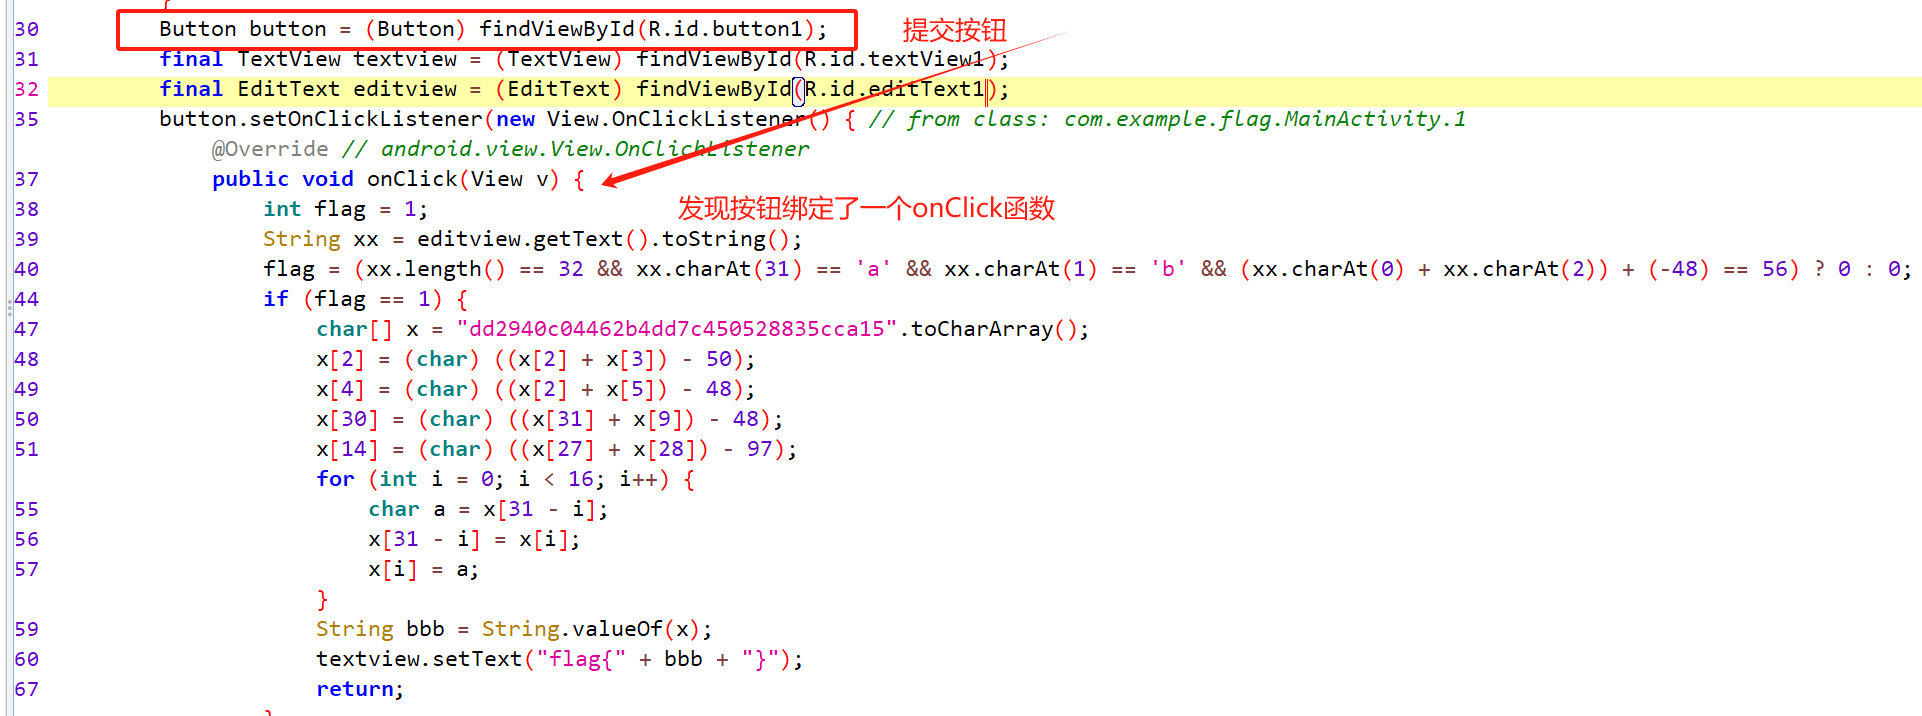 {
30 Button button = (Button) findViewById(R.id.button1);
提交按钮
31 final TextView textview = (TextView) findViewById(R.id.textView1);
32 final EditText editview = (EditText) findViewById(R.id.editText1);
35 button.setOnClickListener(new View.OnClickListener() { // from class: com.example.flag.MainActivity.1
@Override // android.view.View.OnClickListener
37 public void onClick(View v) {
38 int flag = 1;
发现按钮绑定了一个onClick函数
39 String xx = editview.getText().toString();
40 flag = (xx.length() == 32 && xx.charAt(31) == 'a' && xx.charAt(1) == 'b' && (xx.charAt(0) + xx.charAt(2)) + (-48) == 56) ? 0 : 0;
44 if (flag == 1) {
47 char[] x = "dd2940c04462b4dd7c450528835cca15".toCharArray();
48 x[2] = (char) ((x[2] + x[3]) - 50);
49 x[4] = (char) ((x[2] + x[5]) - 48);
50 x[30] = (char) ((x[31] + x[9]) - 48);
51 x[14] = (char) ((x[27] + x[28]) - 97);
for (int i = 0; i < 16; i++) {
55 char a = x[31 - i];
56 x[31 - i] = x[i];
57 x[i] = a;
}
59 String bbb = String.valueOf(x);
60 textview.setText("flag{" + bbb + "}");
67 return;
}